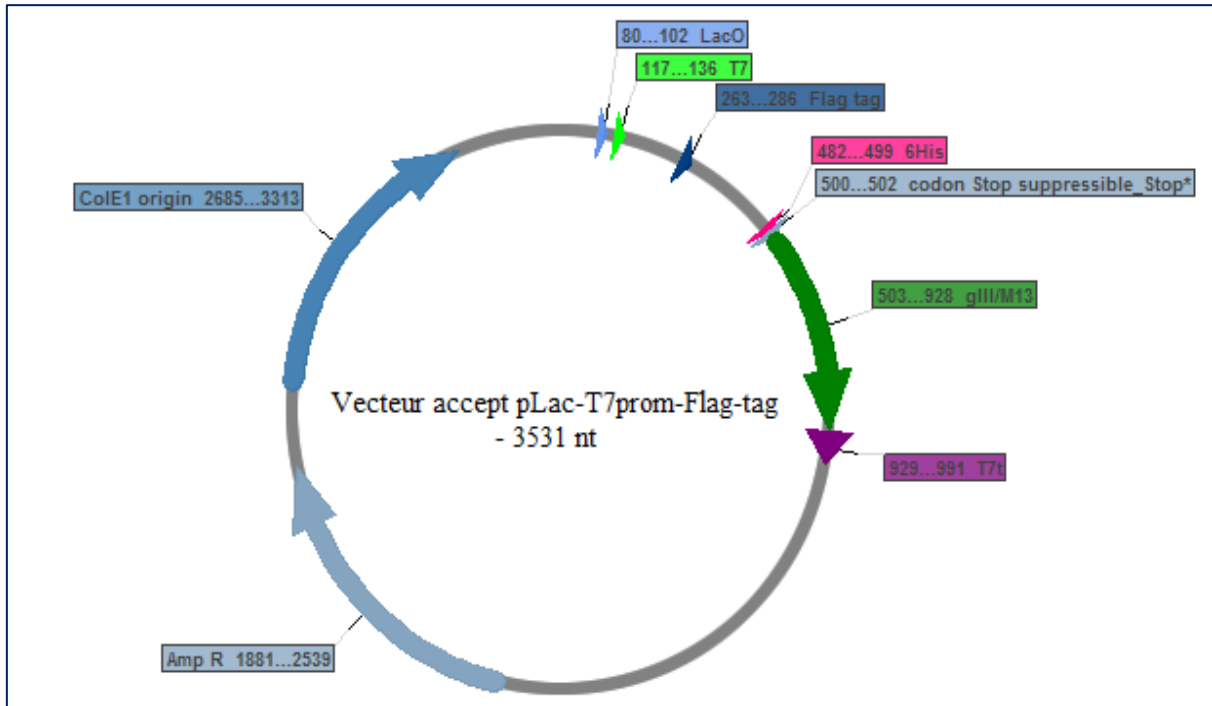 80...102 LacO
117...136 T7
263...286 Flag tag
482...499 6His
500...502 codon Stop suppressible_Stop*
ColE1 origin 2685...3313
503...928 gIII/M13
Vecteur accept pLac-T7prom-Flag-tag
- 3531 nt
929...991 T7t
Amp R 1881...2539